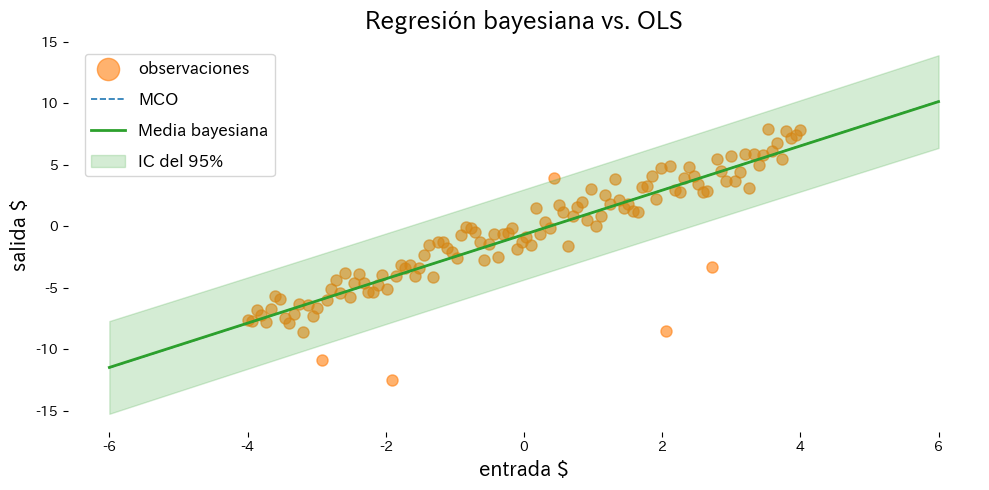 Regresión bayesiana vs. OLS
15
10
5
0
-5
-10
-15
salida $
observaciones
MCO
Media bayesiana
IC del 95%
-6
-4
-2
0
2
4
6
entrada $